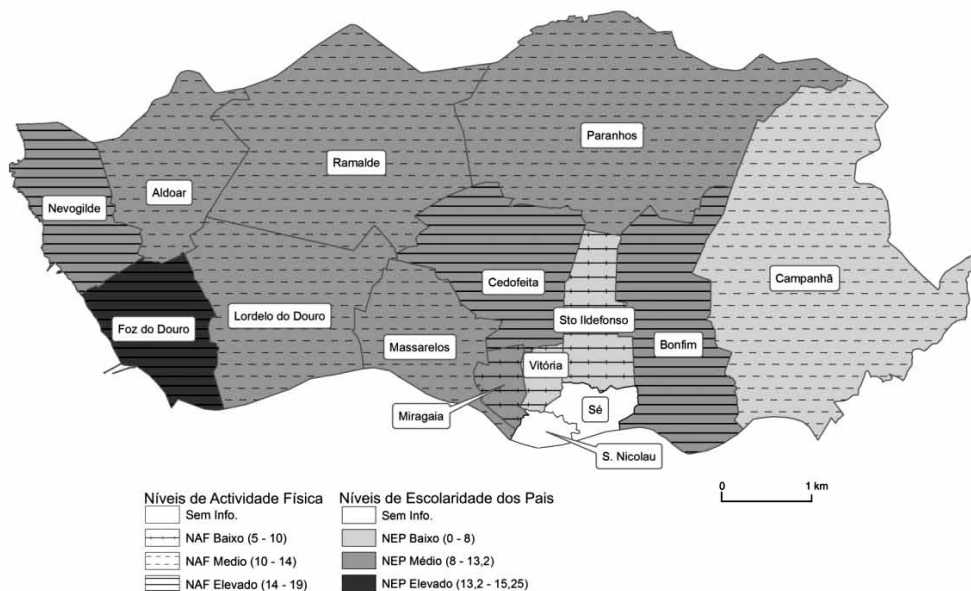 Paranhos
Ramalde
Aldoar
Nevogilde
Campanhã
Cedofeita
Lordelo do Douro
Sto Ildefonso
Foz do Douro
Bonfim
Massarelos
Vitória
Sé
Miragaia
S. Nicolau
0 1 km
Níveis de Actividade Física
Sem Info.
NAF Baixo (5 - 10)
NAF Medio (10 - 14)
NAF Elevado (14 - 19)
Níveis de Escolaridade dos Pais
Sem Info.
NEP Baixo (0 - 8)
NEP Médio (8 - 13,2)
NEP Elevado (13,2 - 15,25)